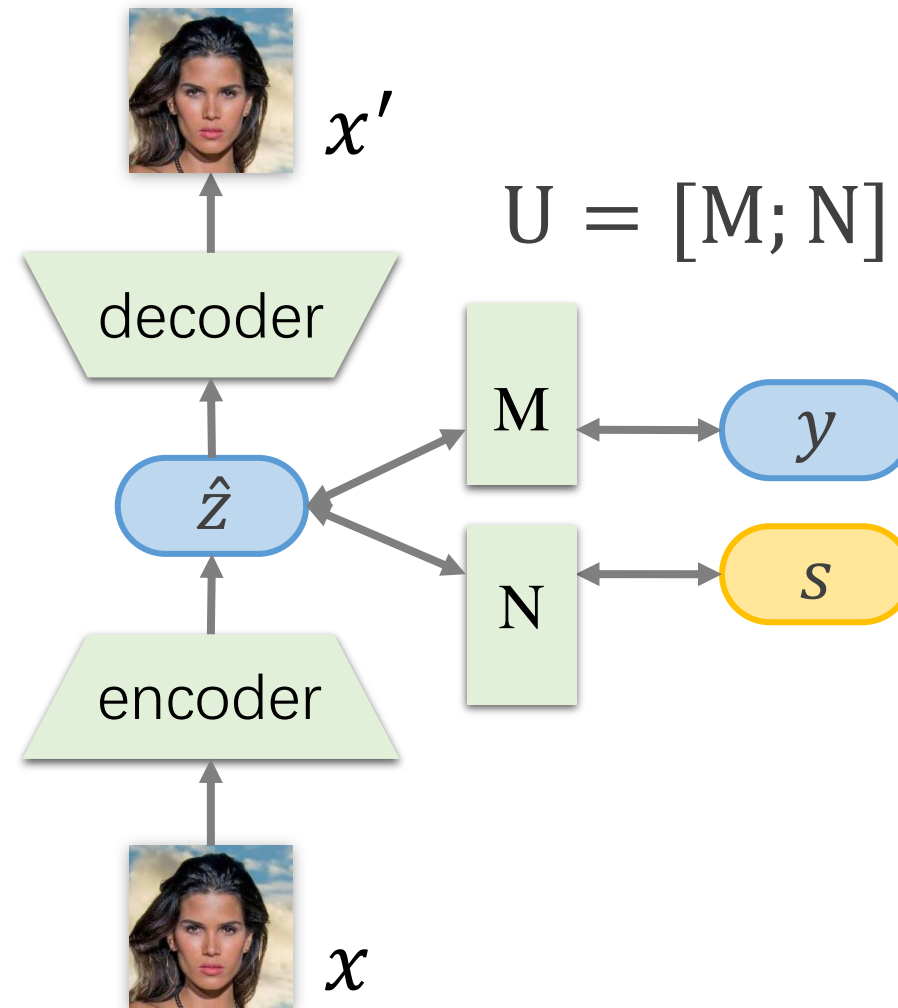 x′
U = [M; N]
decoder
M
y
ẑ
s
N
encoder
x